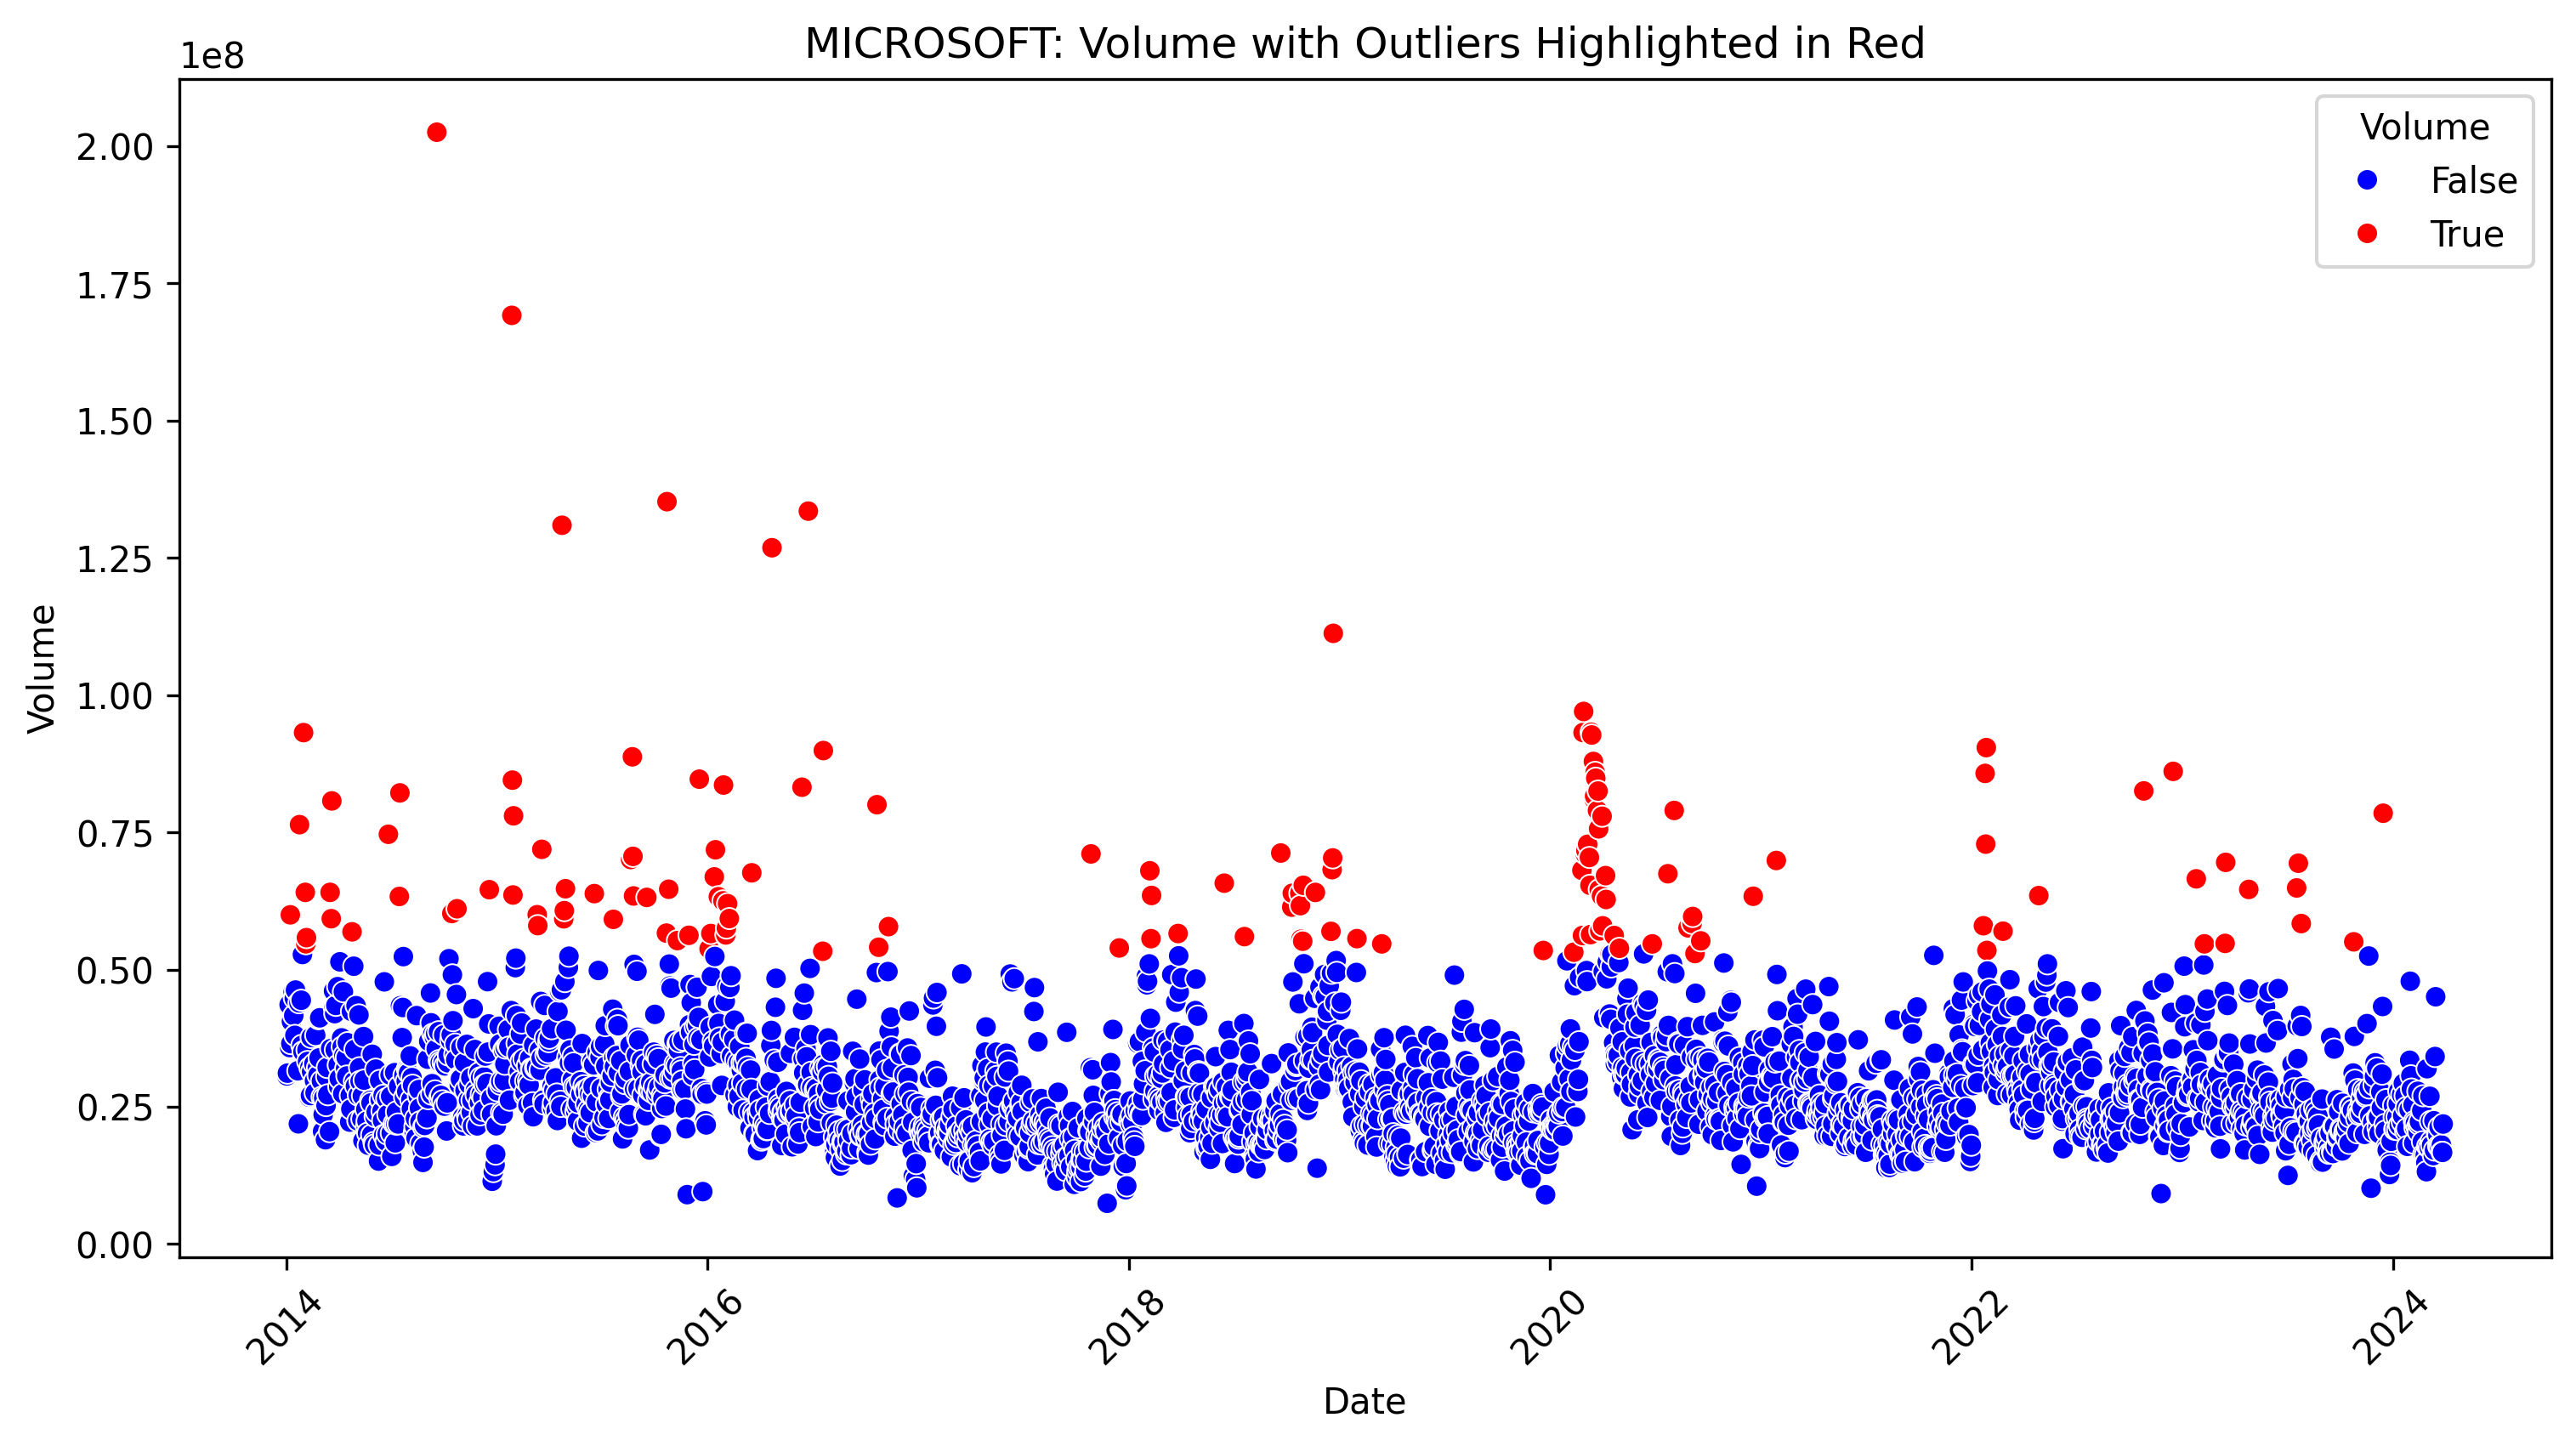 MICROSOFT: Volume with Outliers Highlighted in Red
1e8
2.00
1.75
1.50
1.25
1.00
0.75
0.50
0.25
0.00
Volume
Volume
False
True
2014
2016
2018
2020
2022
2024
Date